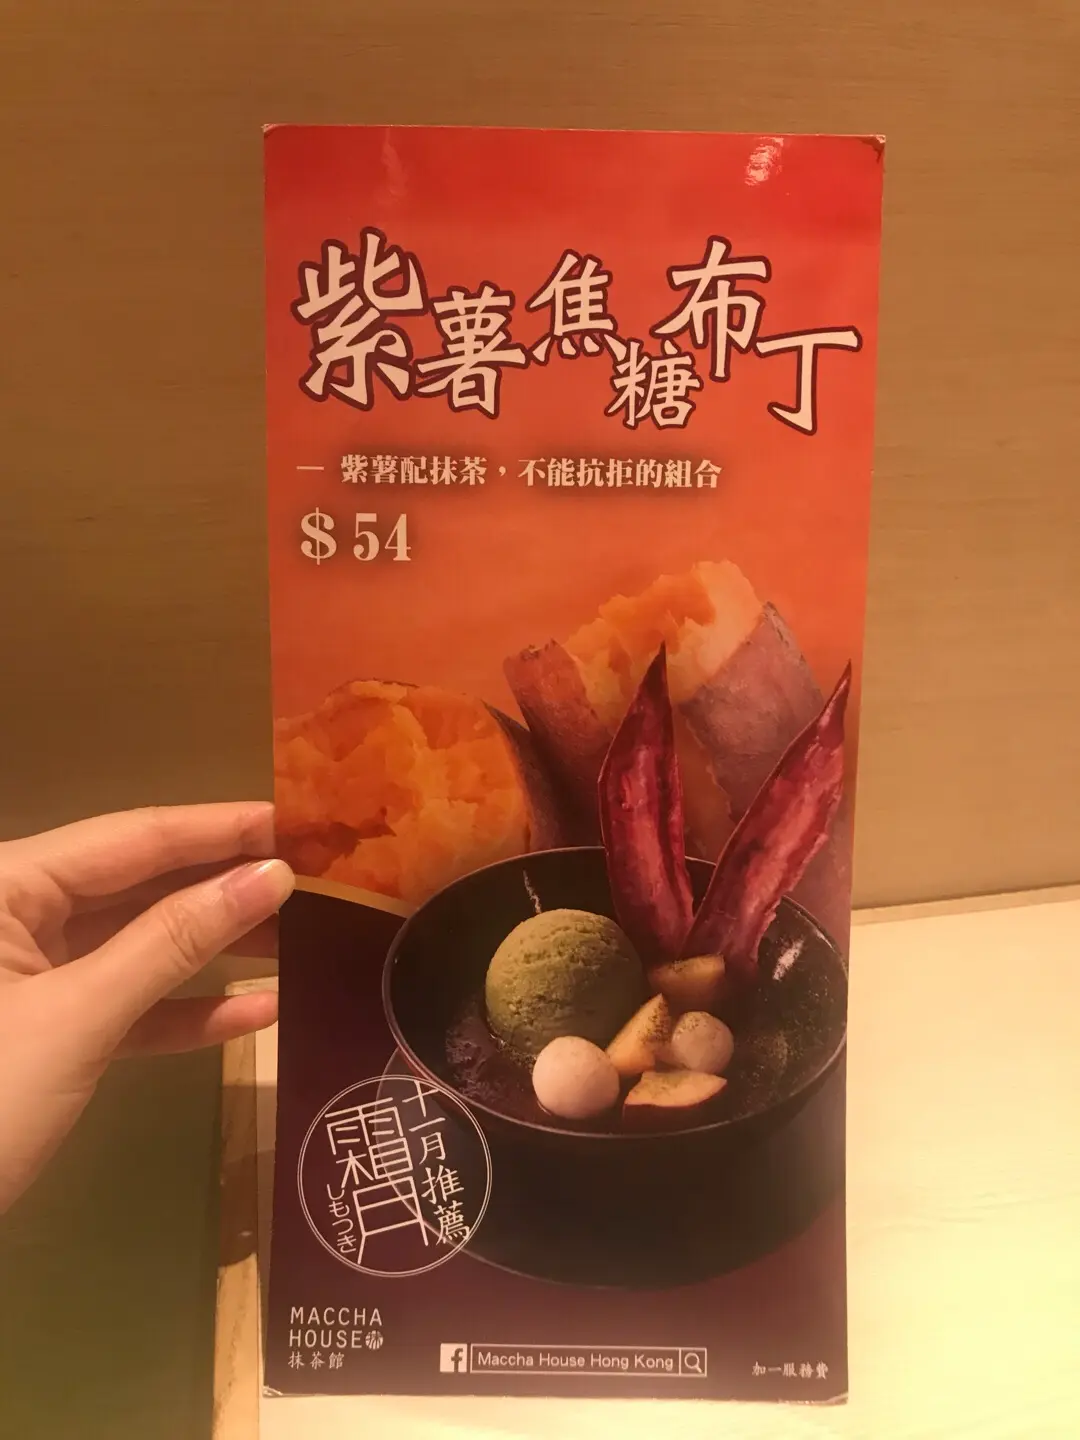 紫薯焦糖布丁
— 紫薯配抹茶，不能抗拒的組合
$54
十一月推薦
霜月
しもつき
MACCHA
HOUSE
抹茶館
f Maccha House Hong Kong
加一服務費